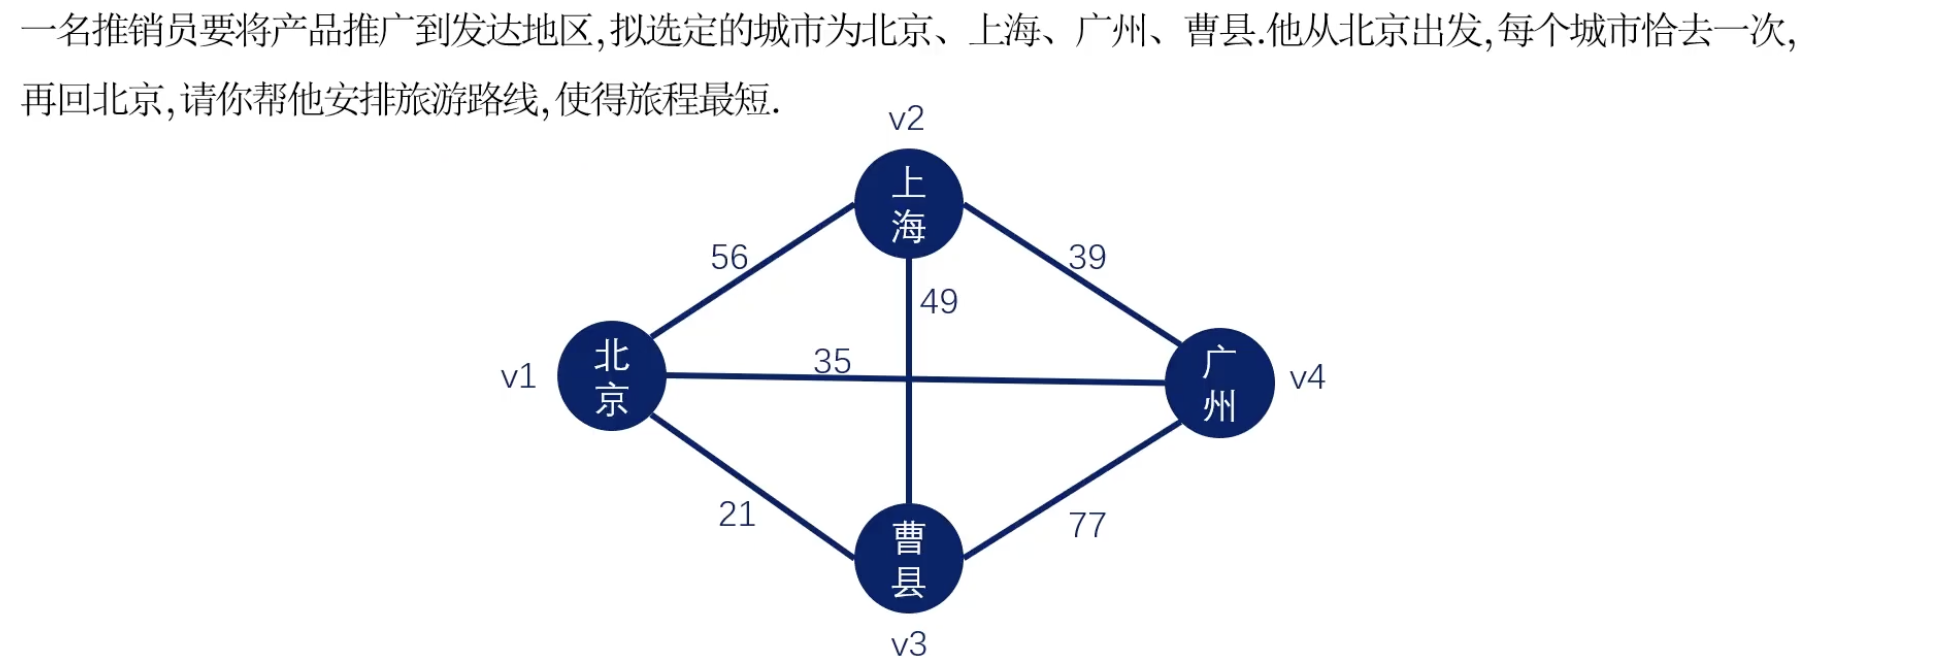 一名推销员要将产品推广到发达地区,拟选定的城市为北京、上海、广州、曹县.他从北京出发,每个城市恰去一次,
再回北京,请你帮他安排旅游路线,使得旅程最短.
v2
上
海
56
39
49
35
v1
北
京
广
州
v4
21
77
曹
县
v3